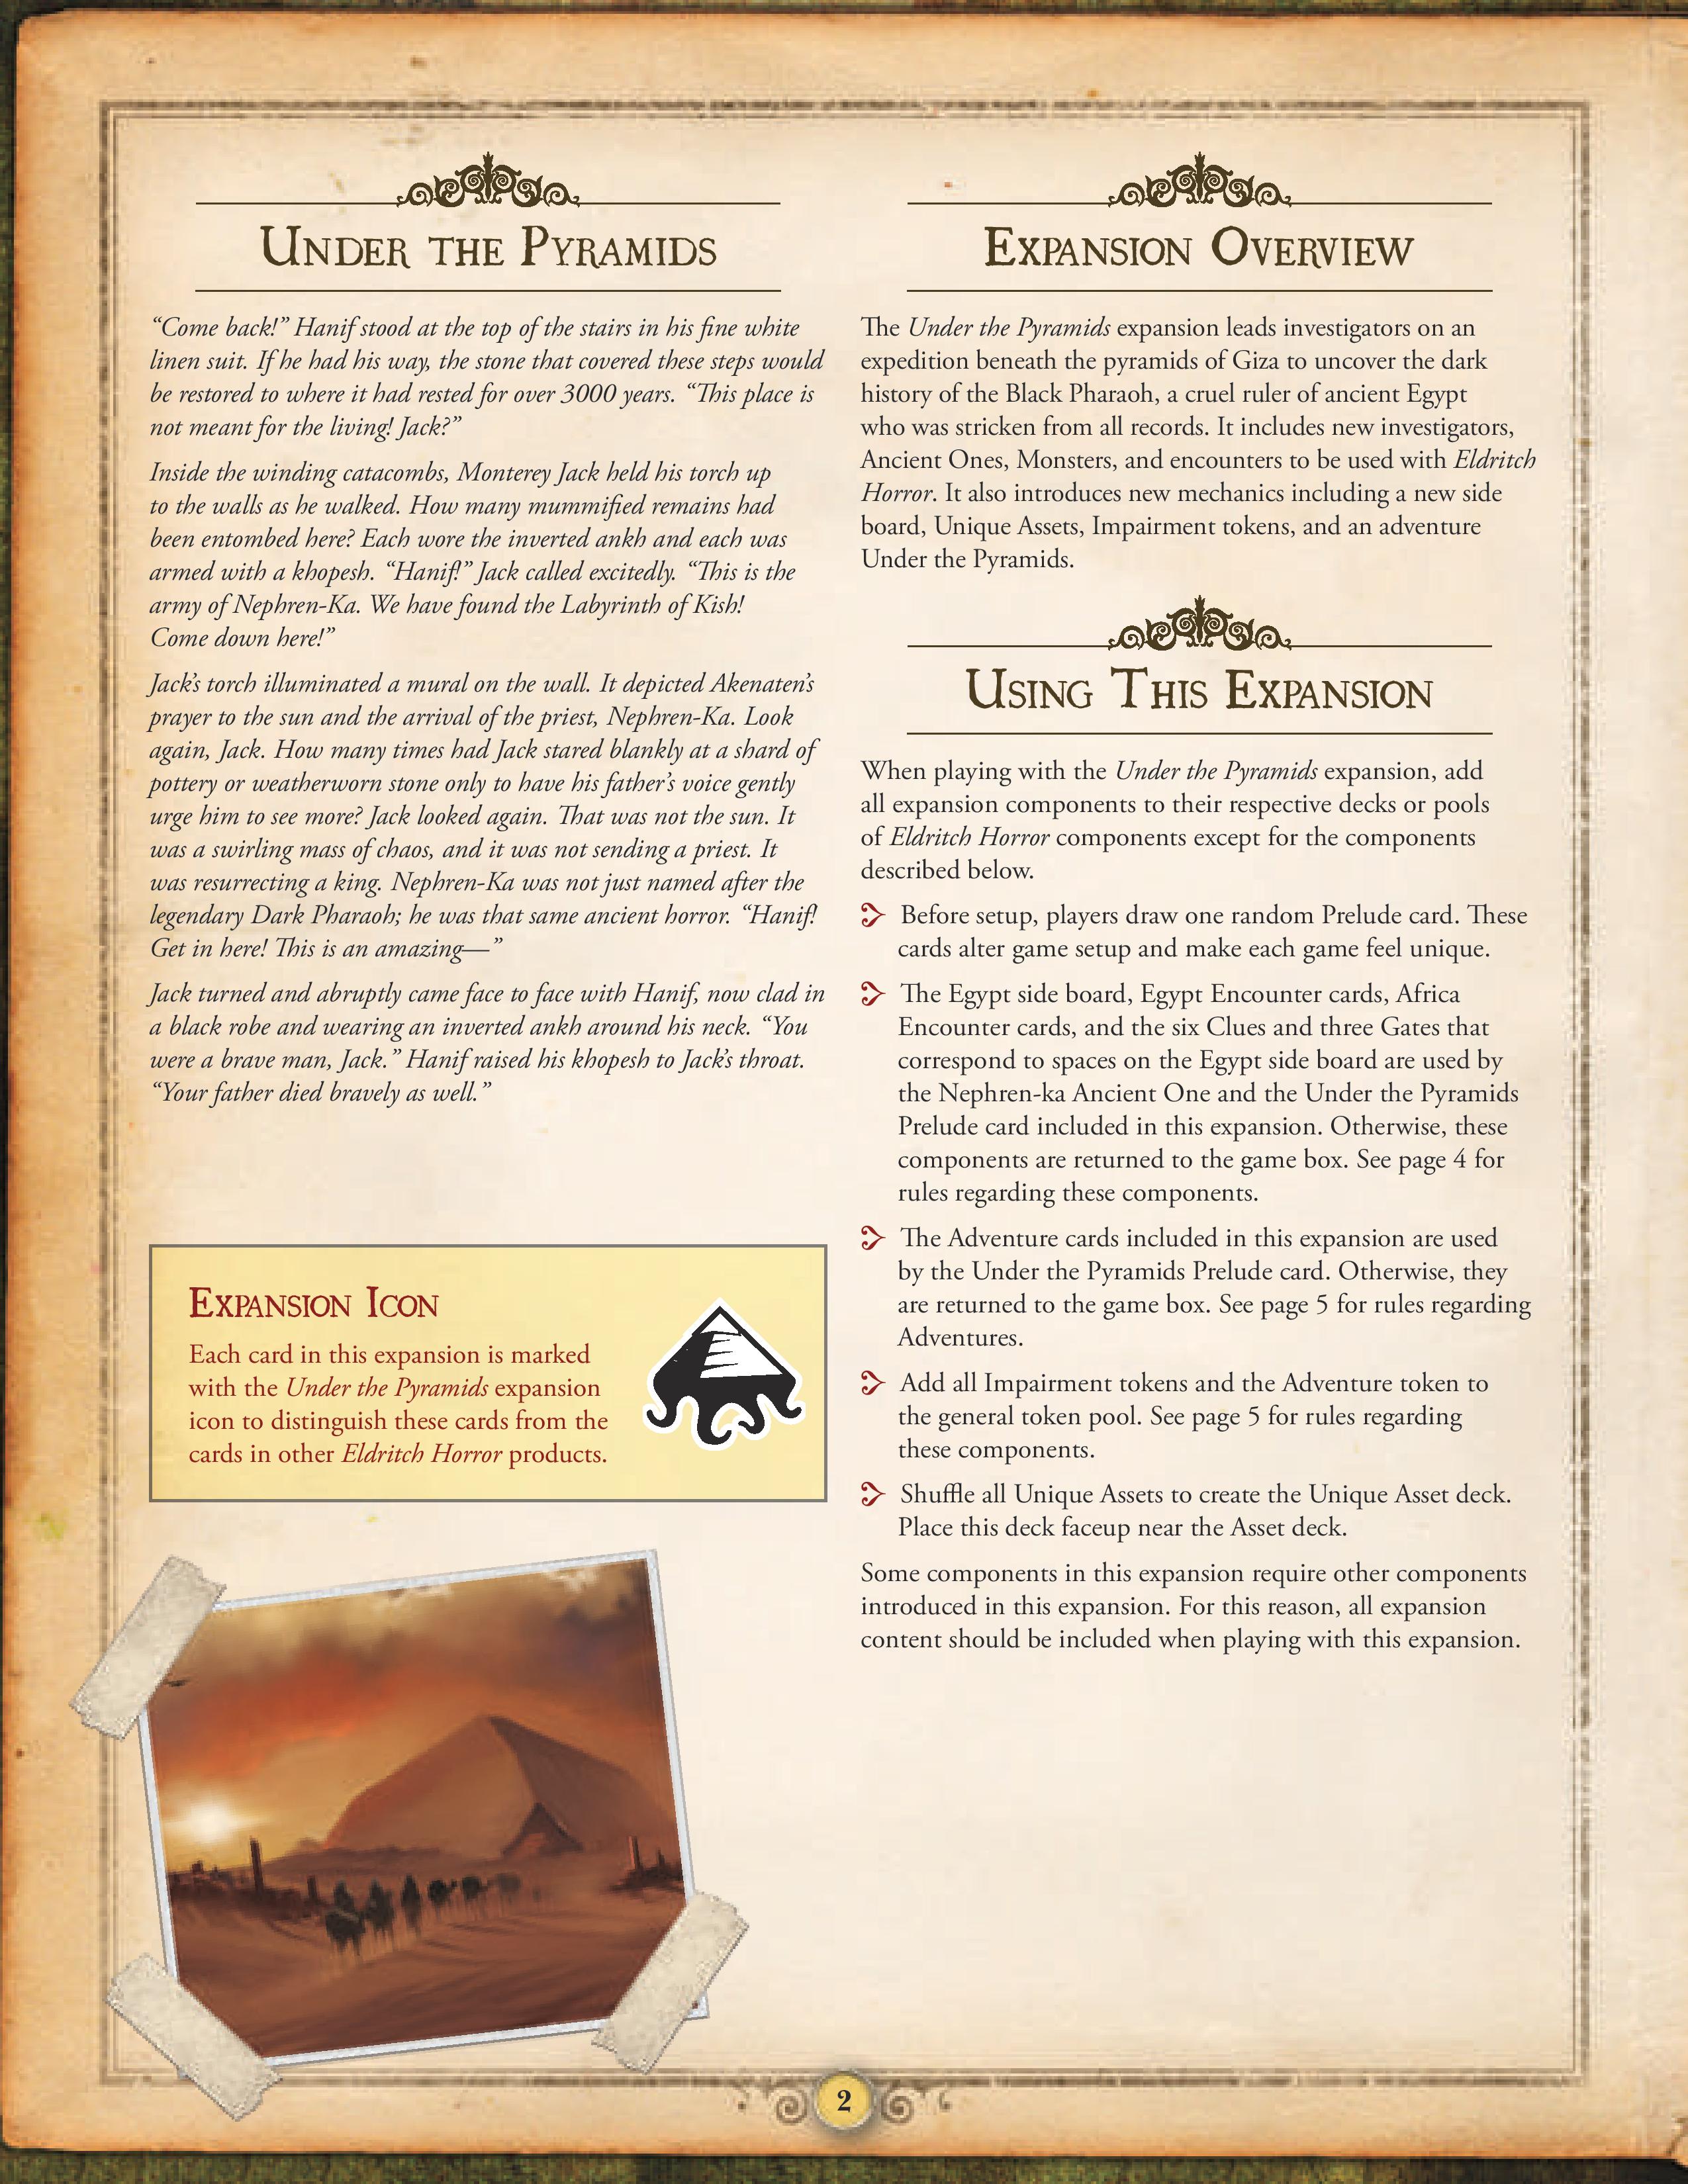 Under the Pyramids
“Come back!” Hanif stood at the top of the stairs in his fine white
linen suit. If he had his way, the stone that covered these steps would
be restored to where it had rested for over 3000 years. “This place is
not meant for the living! Jack?”
Inside the winding catacombs, Monterey Jack held his torch up
to the walls as he walked. How many mummified remains had
been entombed here? Each wore the inverted ankh and each was
armed with a khopesh. “Hanif!” Jack called excitedly. “This is the
army of Nephren-Ka. We have found the Labyrinth of Kish!
Come down here!”
Jack’s torch illuminated a mural on the wall. It depicted Akenaten’s
prayer to the sun and the arrival of the priest, Nephren-Ka. Look
again, Jack. How many times had Jack stared blankly at a shard of
pottery or weatherworn stone only to have his father’s voice gently
urge him to see more? Jack looked again. That was not the sun. It
was a swirling mass of chaos, and it was not sending a priest. It
was resurrecting a king. Nephren-Ka was not just named after the
legendary Dark Pharaoh; he was that same ancient horror. “Hanif!
Get in here! This is an amazing—”
Jack turned and abruptly came face to face with Hanif, now clad in
a black robe and wearing an inverted ankh around his neck. “You
were a brave man, Jack.” Hanif raised his khopesh to Jack’s throat.
“Your father died bravely as well.”
Expansion Icon
Each card in this expansion is marked
with the Under the Pyramids expansion
icon to distinguish these cards from the
cards in other Eldritch Horror products.
Expansion Overview
The Under the Pyramids expansion leads investigators on an
expedition beneath the pyramids of Giza to uncover the dark
history of the Black Pharaoh, a cruel ruler of ancient Egypt
who was stricken from all records. It includes new investigators,
Ancient Ones, Monsters, and encounters to be used with Eldritch
Horror. It also introduces new mechanics including a new side
board, Unique Assets, Impairment tokens, and an adventure
Under the Pyramids.
Using This Expansion
When playing with the Under the Pyramids expansion, add
all expansion components to their respective decks or pools
of Eldritch Horror components except for the components
described below.
Before setup, players draw one random Prelude card. These
cards alter game setup and make each game feel unique.
The Egypt side board, Egypt Encounter cards, Africa
Encounter cards, and the six Clues and three Gates that
correspond to spaces on the Egypt side board are used by
the Nephren-ka Ancient One and the Under the Pyramids
Prelude card included in this expansion. Otherwise, these
components are returned to the game box. See page 4 for
rules regarding these components.
The Adventure cards included in this expansion are used
by the Under the Pyramids Prelude card. Otherwise, they
are returned to the game box. See page 5 for rules regarding
Adventures.
Add all Impairment tokens and the Adventure token to
the general token pool. See page 5 for rules regarding
these components.
Shuffle all Unique Assets to create the Unique Asset deck.
Place this deck faceup near the Asset deck.
Some components in this expansion require other components
introduced in this expansion. For this reason, all expansion
content should be included when playing with this expansion.
2